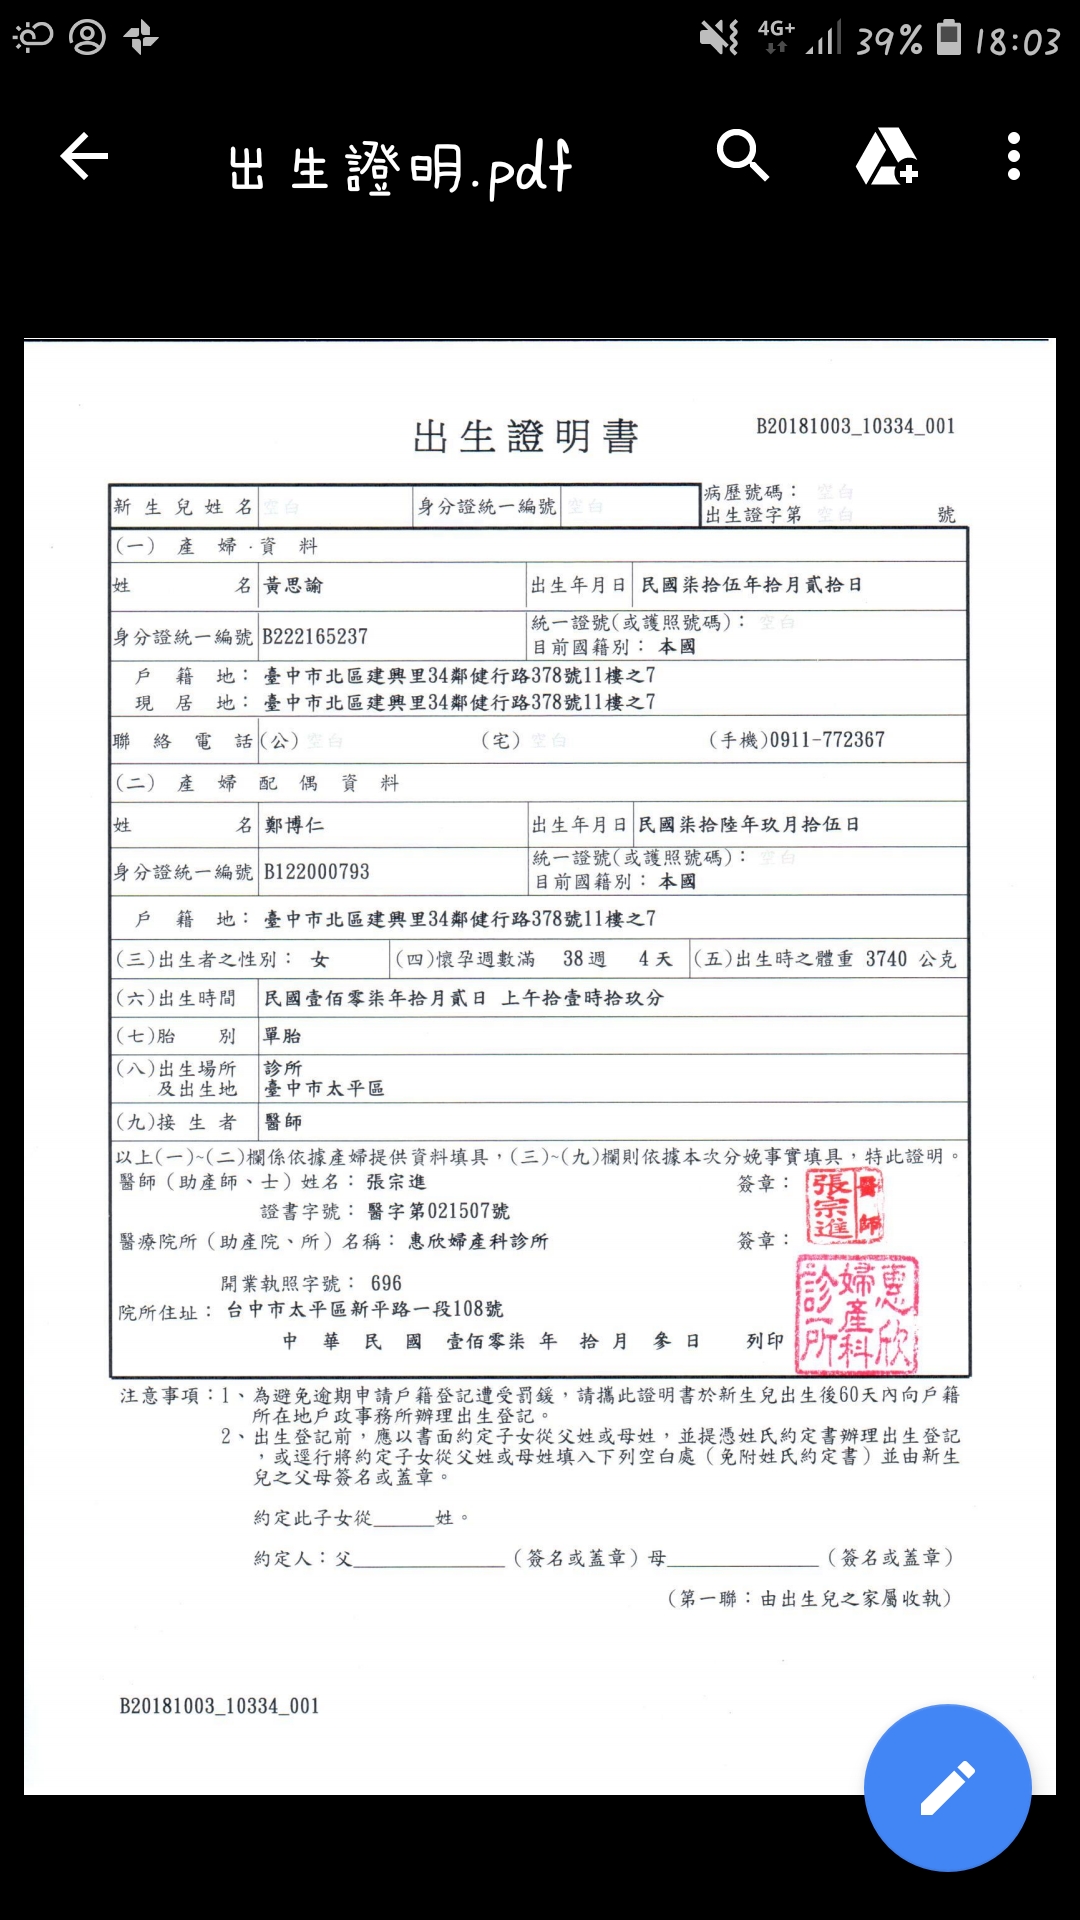 4G+ 39% 18:03
出生證明.pdf
出生證明書
B20181003_10334_001
新生兒姓名 空白 身分證統一編號 空白
病歷號碼： 空白
出生證字第 空白 號
(一) 產婦資料
姓名 黃思諭 出生年月日 民國柒拾伍年拾月貳拾日
身分證統一編號 B222165237 統一證號(或護照號碼)： 空白
目前國籍別： 本國
戶籍地： 臺中市北區建興里34鄰健行路378號11樓之7
現居地： 臺中市北區建興里34鄰健行路378號11樓之7
聯絡電話 (公) 空白 (宅) 空白 (手機)0911-772367
(二) 產婦配偶資料
姓名 鄭博仁 出生年月日 民國柒拾陸年玖月拾伍日
身分證統一編號 B122000793 統一證號(或護照號碼)： 空白
目前國籍別： 本國
戶籍地： 臺中市北區建興里34鄰健行路378號11樓之7
(三)出生者之性別： 女 (四)懷孕週數滿 38週 4天 (五)出生時之體重 3740 公克
(六)出生時間 民國壹佰零柒年拾月貳日 上午拾壹時拾玖分
(七)胎別 單胎
(八)出生場所 診所
及出生地 臺中市太平區
(九)接生者 醫師
以上(一)~(二)欄係依據產婦提供資料填具，(三)~(九)欄則依據本次分娩事實填具，特此證明。
醫師（助產師、士）姓名： 張宗進 簽章： 醫師張宗進
證書字號： 醫字第021507號
醫療院所（助產院、所）名稱： 惠欣婦產科診所 簽章： 惠欣婦產科診所
開業執照字號： 696
院所住址： 台中市太平區新平路一段108號
中華民國 壹佰零柒 年 拾 月 參 日 列印
注意事項：1、為避免逾期申請戶籍登記遭受罰鍰，請攜此證明書於新生兒出生後60天內向戶籍
所在地戶政事務所辦理出生登記。
2、出生登記前，應以書面約定子女從父姓或母姓，並提憑姓氏約定書辦理出生登記
，或逕行將約定子女從父姓或母姓填入下列空白處（免附姓氏約定書）並由新生
兒之父母簽名或蓋章。
約定此子女從______姓。
約定人：父_______________（簽名或蓋章）母_______________（簽名或蓋章）
（第一聯：由出生兒之家屬收執）
B20181003_10334_001